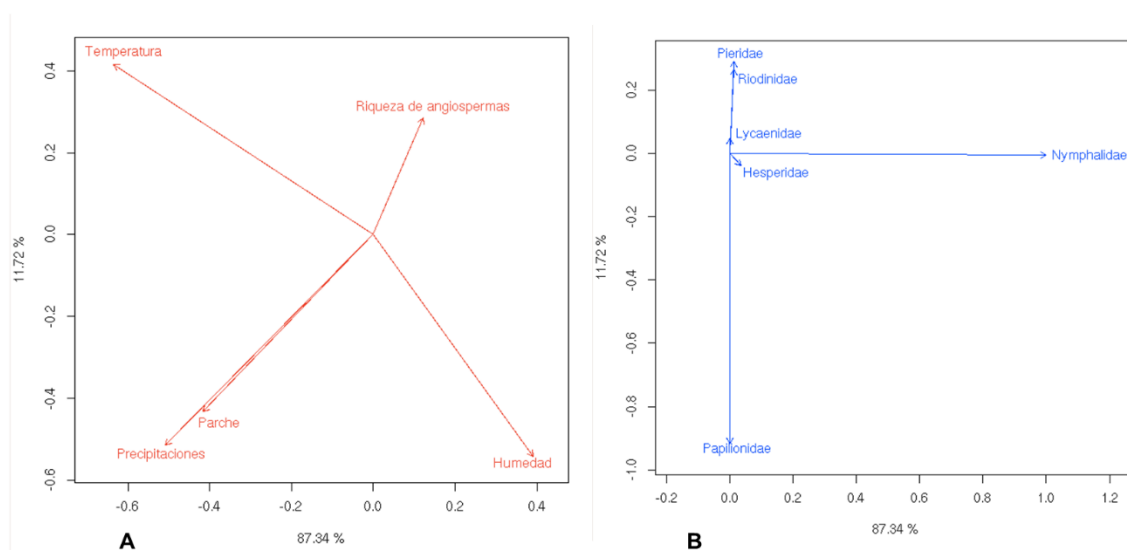 Temperatura
Riqueza de angiospermas
Parche
Precipitaciones
Humedad
0.4
0.2
0.0
-0.2
-0.4
-0.6
11.72 %
-0.6
-0.4
-0.2
0.0
0.2
0.4
87.34 %
A
Pieridae
Riodinidae
Lycaenidae
Hesperidae
Nymphalidae
Papilionidae
0.2
0.0
-0.2
-0.4
-0.6
-0.8
-1.0
11.72 %
-0.2
0.0
0.2
0.4
0.6
0.8
1.0
1.2
87.34 %
B